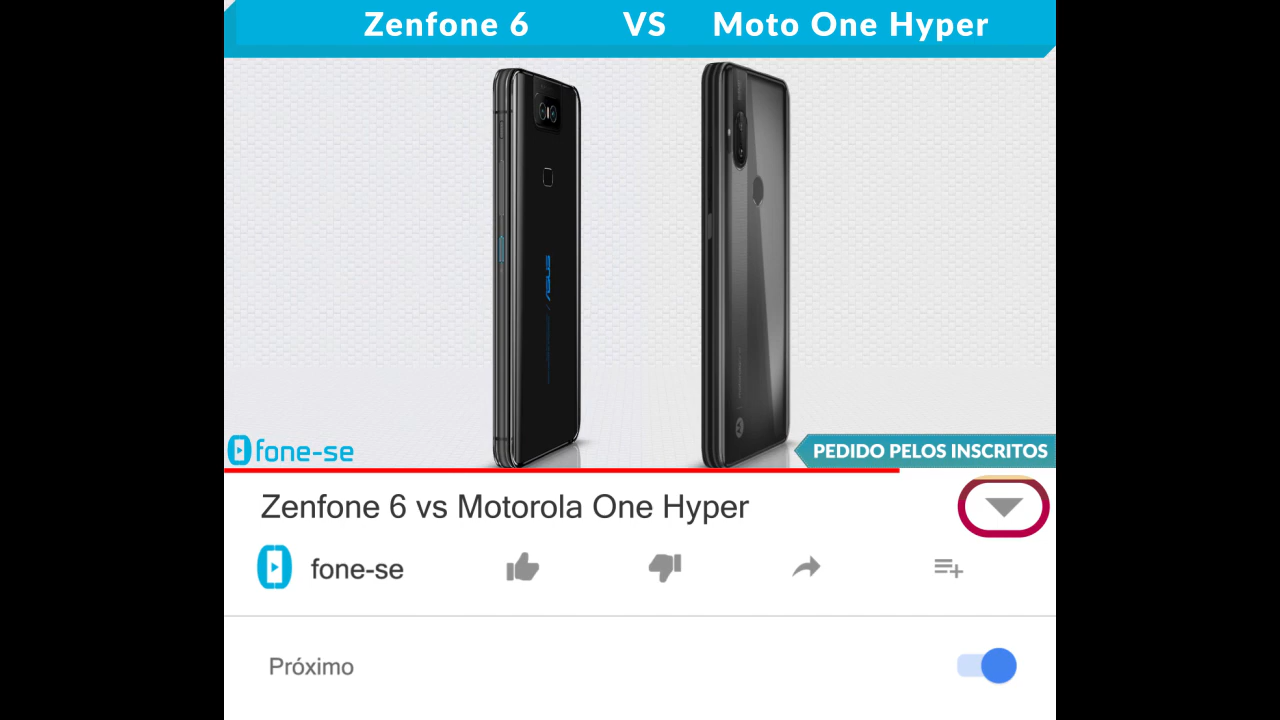 Zenfone 6 VS Moto One Hyper
ASUS
fone-se
PEDIDO PELOS INSCRITOS
Zenfone 6 vs Motorola One Hyper
fone-se
Próximo